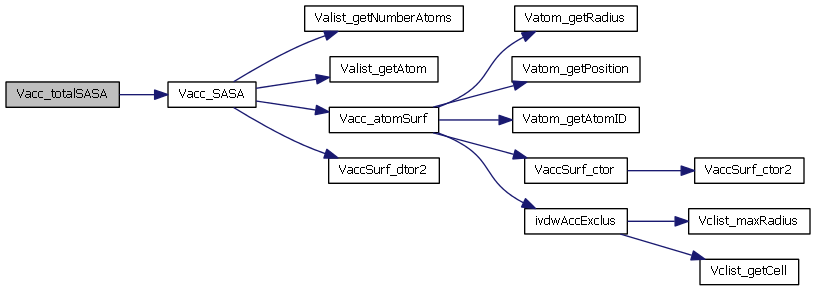 Vacc_totalSASA
Vacc_SASA
Valist_getNumberAtoms
Valist_getAtom
Vacc_atomSurf
VaccSurf_dtor2
Vatom_getRadius
Vatom_getPosition
Vatom_getAtomID
VaccSurf_ctor
ivdwAccExclus
VaccSurf_ctor2
Vclist_maxRadius
Vclist_getCell